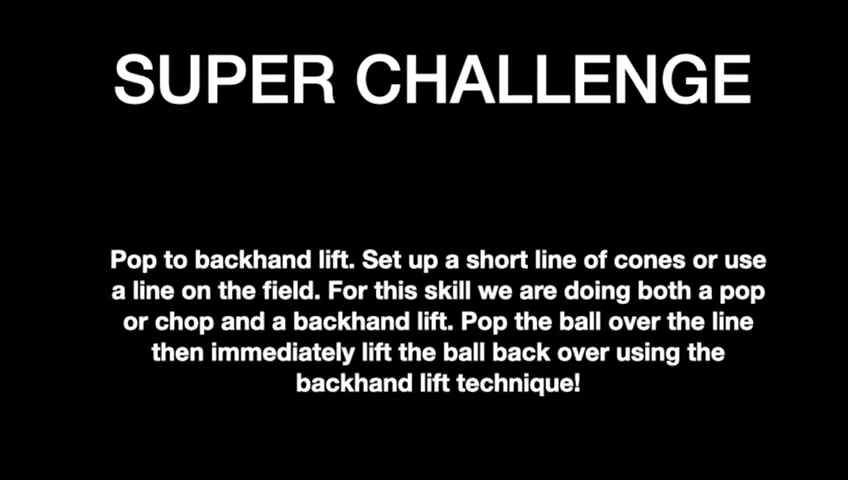 SUPER CHALLENGE
Pop to backhand lift. Set up a short line of cones or use
a line on the field. For this skill we are doing both a pop
or chop and a backhand lift. Pop the ball over the line
then immediately lift the ball back over using the
backhand lift technique!